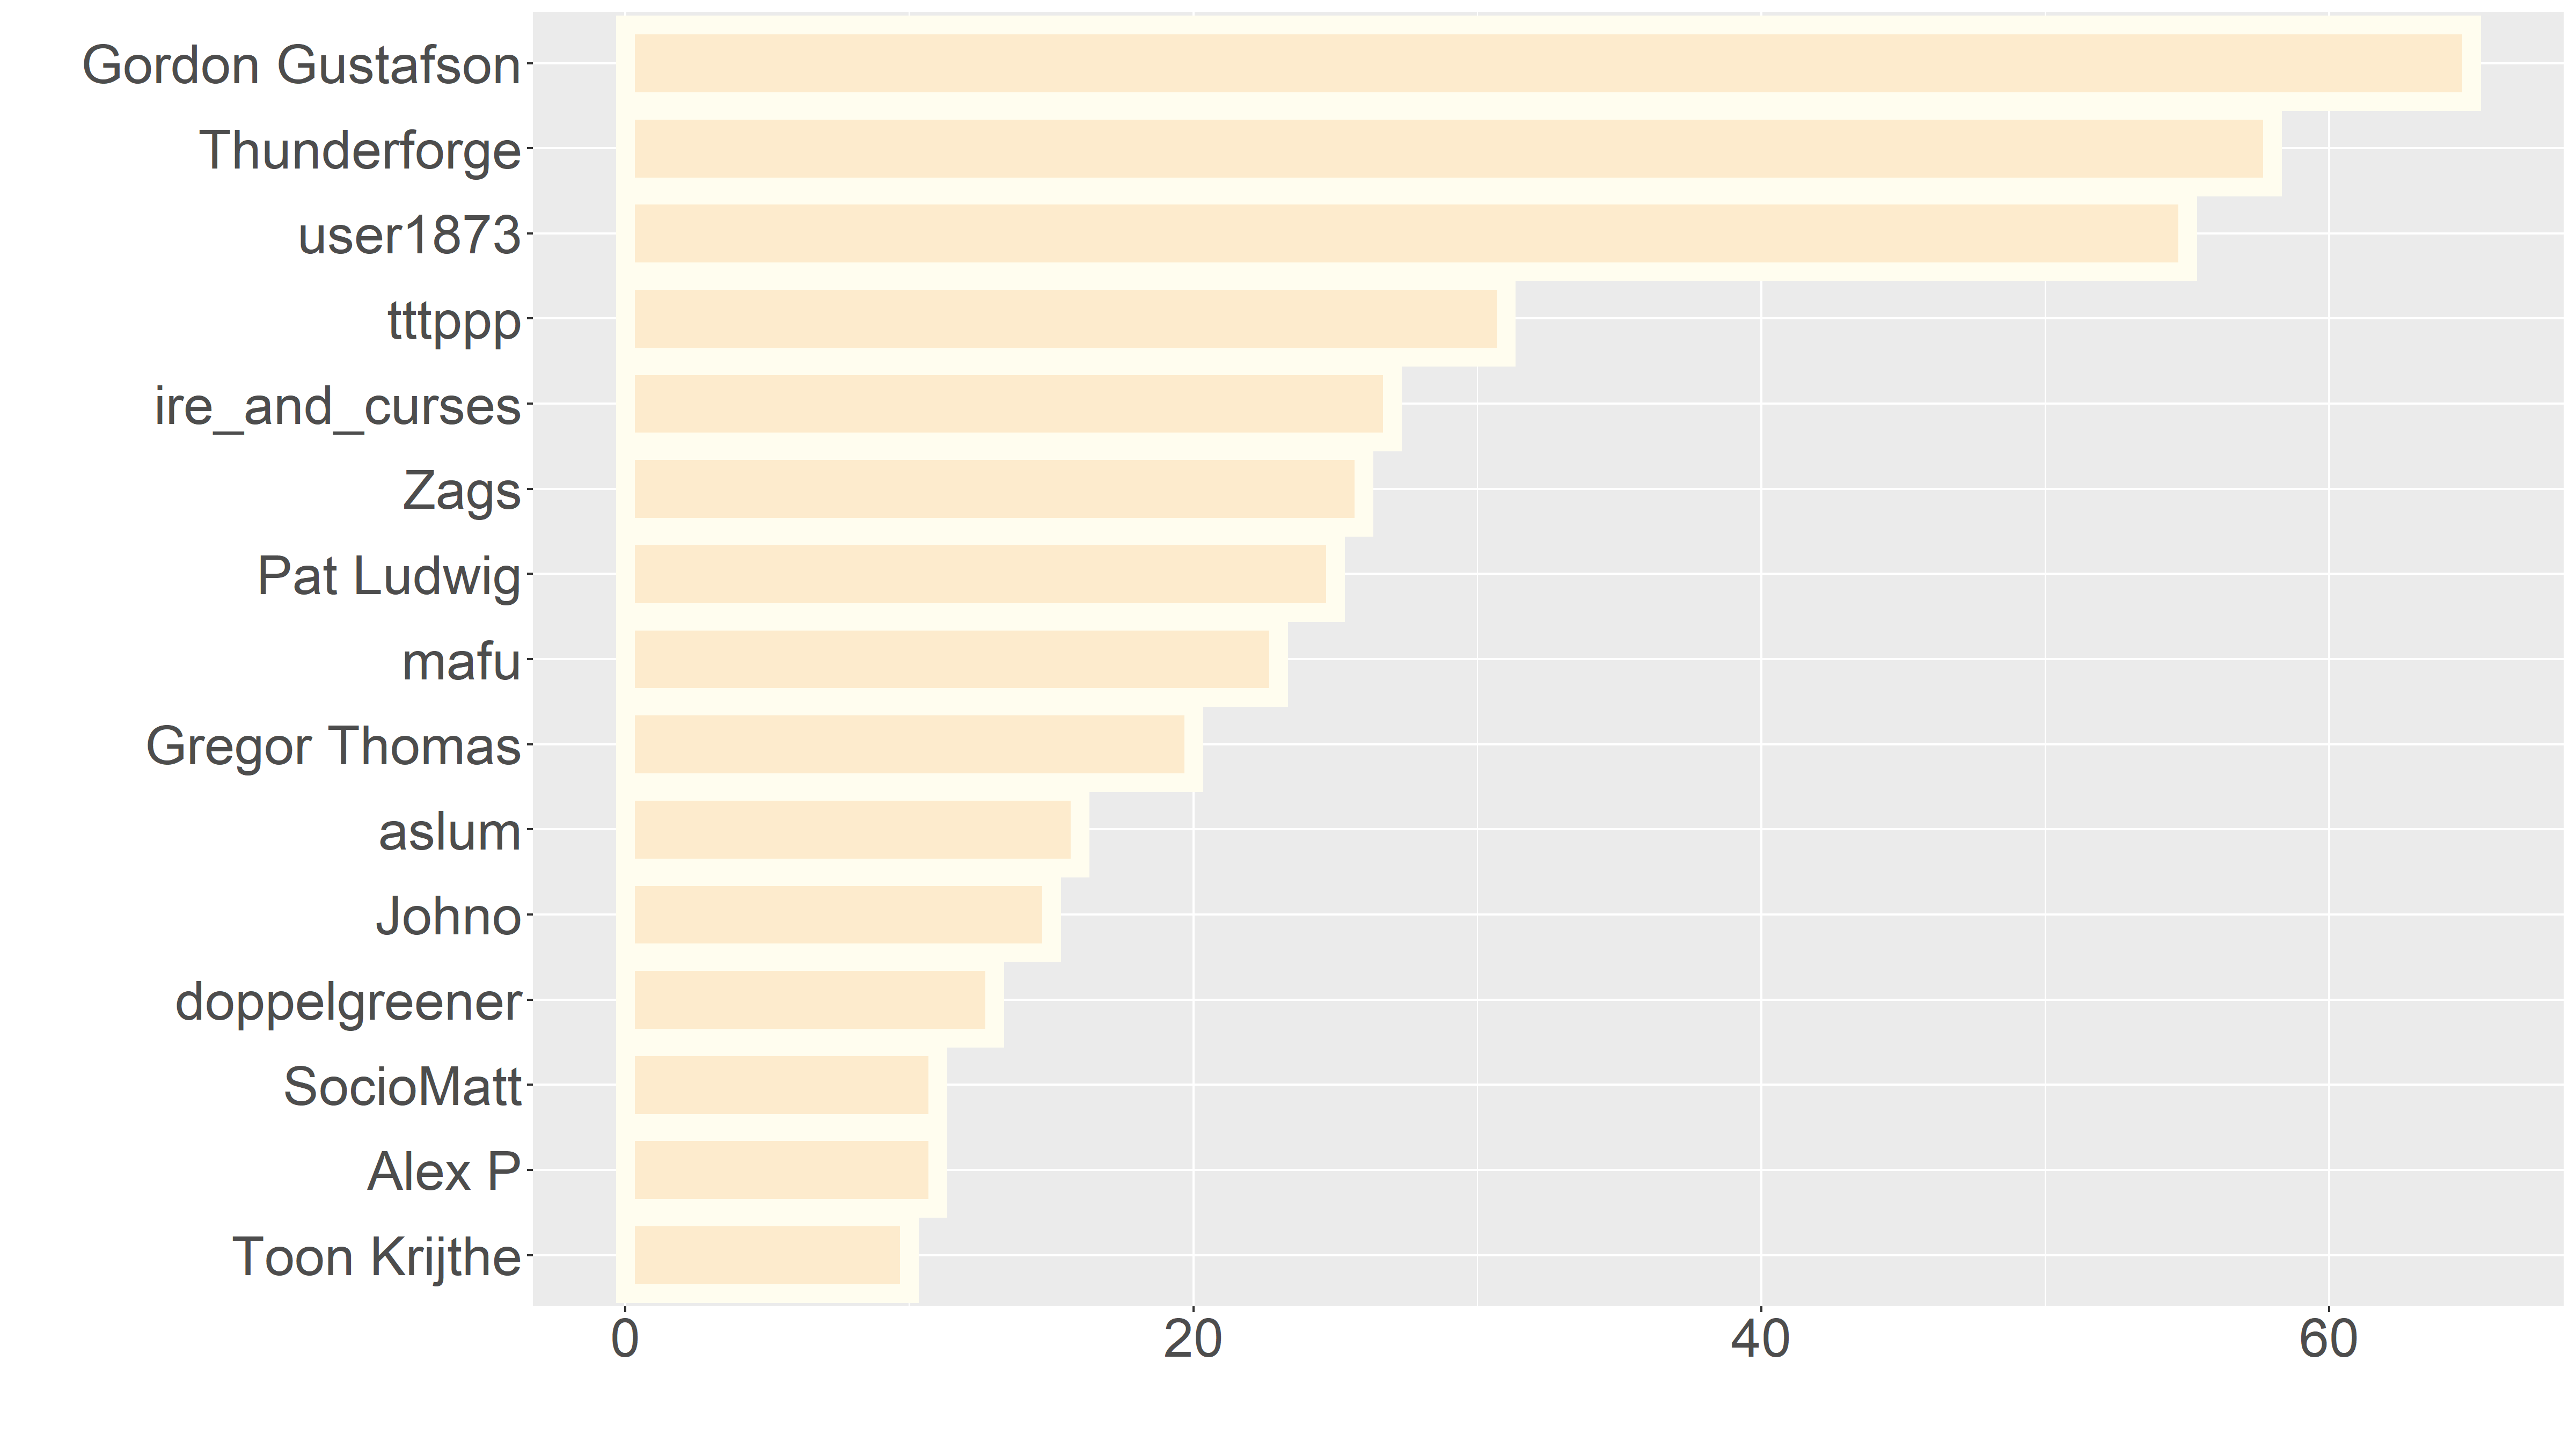 Gordon Gustafson
Thunderforge
user1873
tttppp
ire_and_curses
Zags
Pat Ludwig
mafu
Gregor Thomas
aslum
Johno
doppelgreener
SocioMatt
Alex P
Toon Krijthe
0 20 40 60